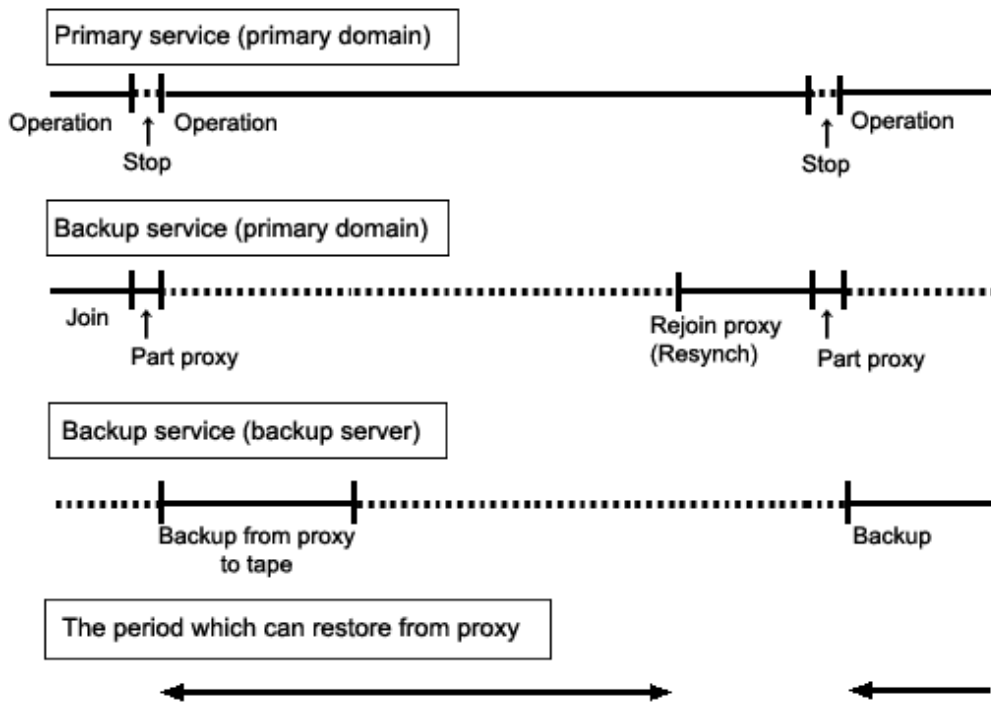 Primary service (primary domain)
Operation
Operation
Operation
Stop
Stop
Backup service (primary domain)
Join
Part proxy
Rejoin proxy
(Resynch)
Part proxy
Backup service (backup server)
Backup from proxy
to tape
Backup
The period which can restore from proxy